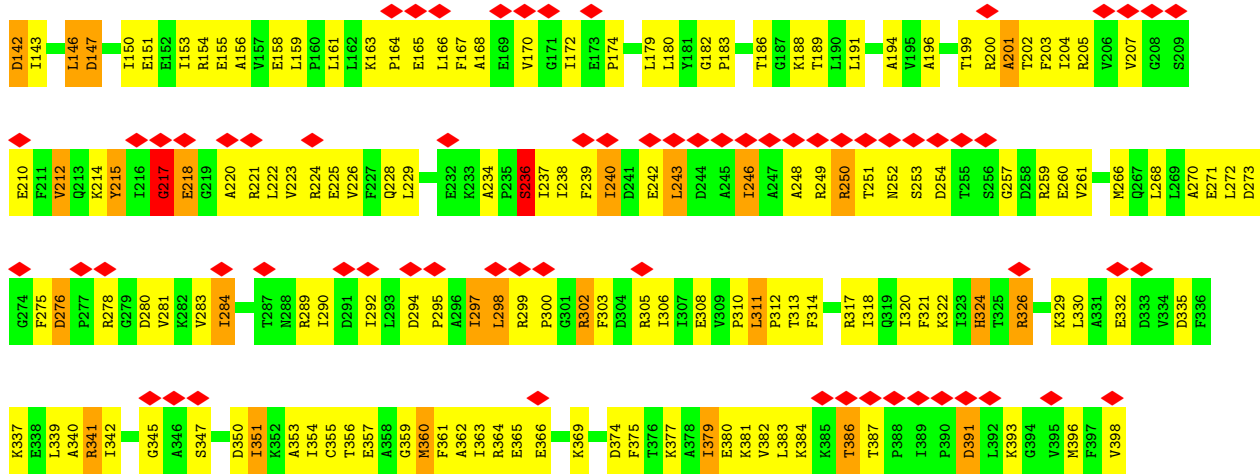 D142 I143 L146 D147 I150 E151 E152 I153 R154 E155 A156 V157 E158 L159 P160 L161 L162 K163 P164 E165 L166 F167 A168 E169 V170 G171 I172 E173 P174 L179 L180 Y181 G182 P183 T186 G187 K188 T189 L190 L191 A194 V195 A196 T199 R200 A201 T202 F203 I204 R205 V206 V207 G208 S209
E210 F211 V212 Q213 K214 Y215 I216 G217 E218 G219 A220 R221 L222 V223 R224 E225 V226 F227 Q228 L229 E232 K233 A234 P235 S236 I237 I238 F239 I240 D241 E242 L243 D244 A245 I246 A247 A248 R249 R250 T251 N252 S253 D254 T255 S256 G257 D258 R259 E260 V261 M266 Q267 L268 L269 A270 E271 L272 D273
G274 F275 D276 P277 R278 G279 D280 V281 K282 V283 I284 T287 N288 R289 I290 D291 I292 L293 D294 P295 A296 I297 L298 R299 P300 G301 R302 F303 D304 R305 I306 I307 E308 V309 P310 L311 P312 T313 F314 R317 I318 Q319 I320 F321 K322 I323 H324 T325 R326 K329 L330 A331 E332 D333 V334 D335 F336
K337 E338 L339 A340 R341 I342 G345 A346 S347 D350 I351 K352 A353 I354 C355 T356 E357 A358 G359 M360 F361 A362 I363 R364 E365 E366 K369 D374 F375 T376 K377 A378 I379 E380 K381 V382 L383 K384 K385 T386 T387 P388 I389 P390 D391 L392 K393 G394 V395 M396 F397 V398